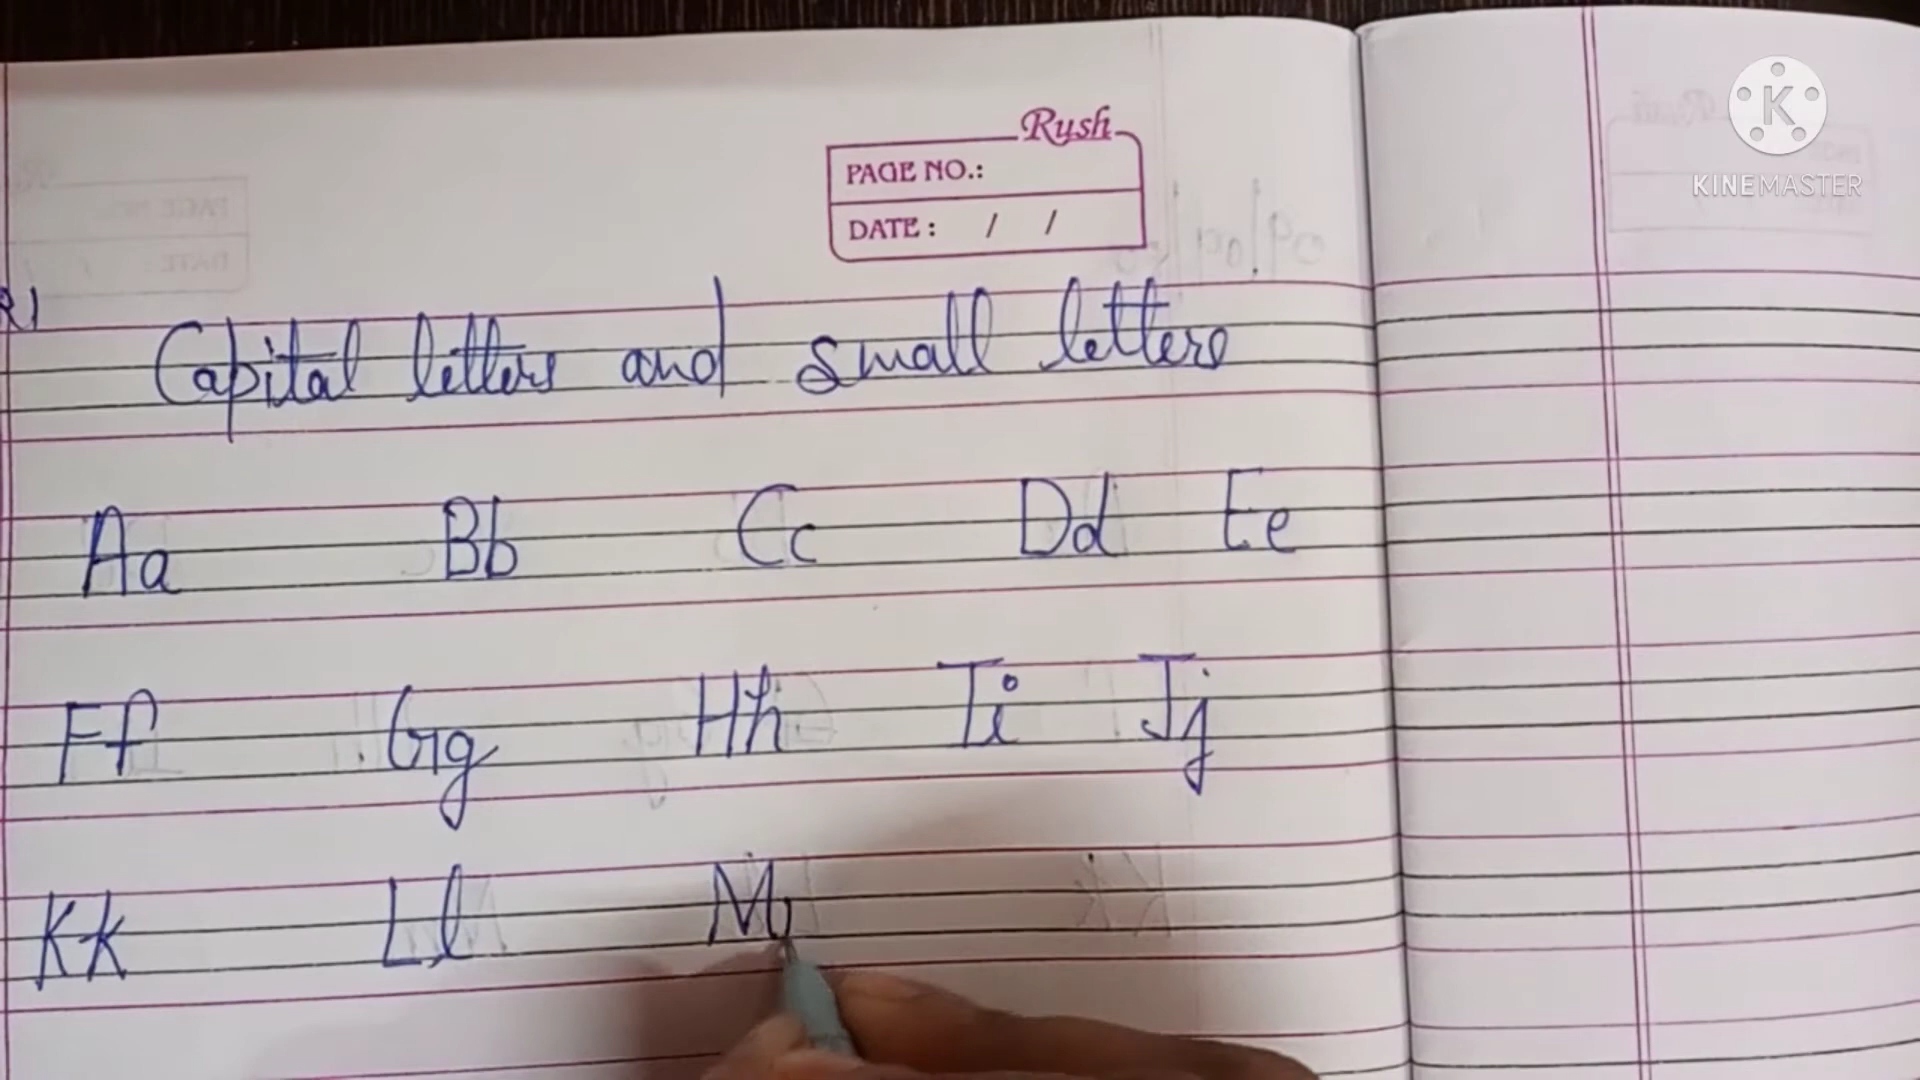 Rush
PAGE NO.:
DATE: / /
K
KINEMASTER
Capital letters and small letters
Aa Bb Cc Dd Ee
Ff Gg Hh Ii Jj
Kk Ll M